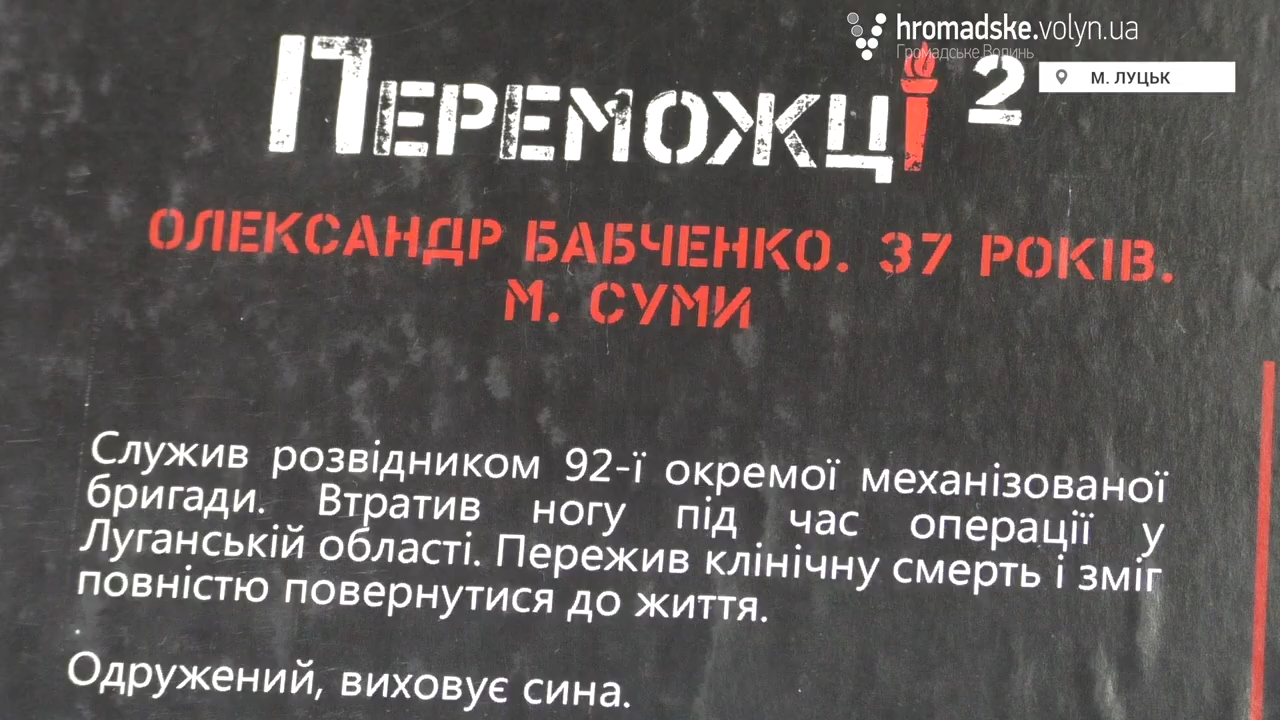 hromadske.volyn.ua
Громадське Волинь
М. ЛУЦЬК
ПЕРЕМОЖЦІ 2
ОЛЕКСАНДР БАБЧЕНКО. 37 РОКІВ.
М. СУМИ
Служив розвідником 92-ї окремої механізованої
бригади. Втратив ногу під час операції у
Луганській області. Пережив клінічну смерть і зміг
повністю повернутися до життя.
Одружений, виховує сина.